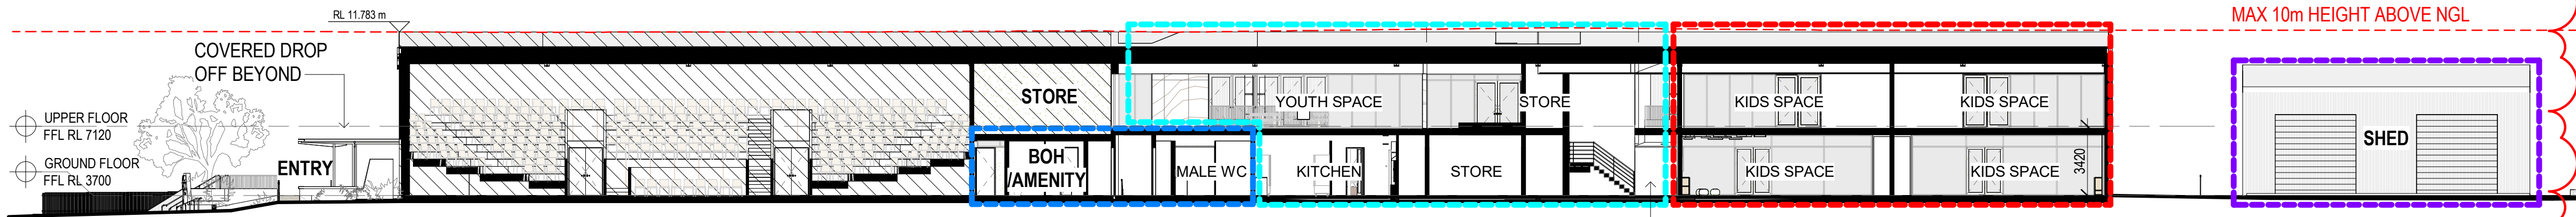 RL 11.783 m
MAX 10m HEIGHT ABOVE NGL
COVERED DROP
OFF BEYOND
STORE
YOUTH SPACE
STORE
KIDS SPACE
KIDS SPACE
UPPER FLOOR
FFL RL 7120
GROUND FLOOR
FFL RL 3700
ENTRY
BOH
/AMENITY
MALE WC
KITCHEN
STORE
KIDS SPACE
KIDS SPACE
3420
SHED